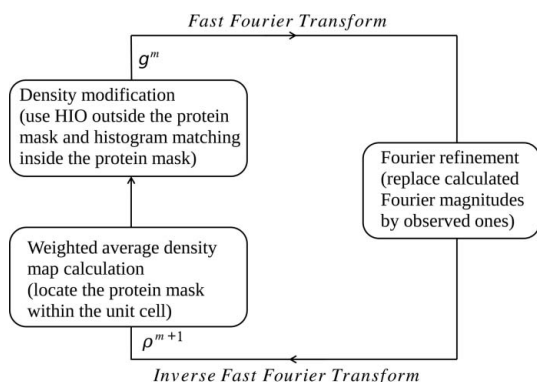 Fast Fourier Transform
g^m
Density modification
(use HIO outside the protein
mask and histogram matching
inside the protein mask)
Fourier refinement
(replace calculated
Fourier magnitudes
by observed ones)
Weighted average density
map calculation
(locate the protein mask
within the unit cell)
ρ^{m+1}
Inverse Fast Fourier Transform